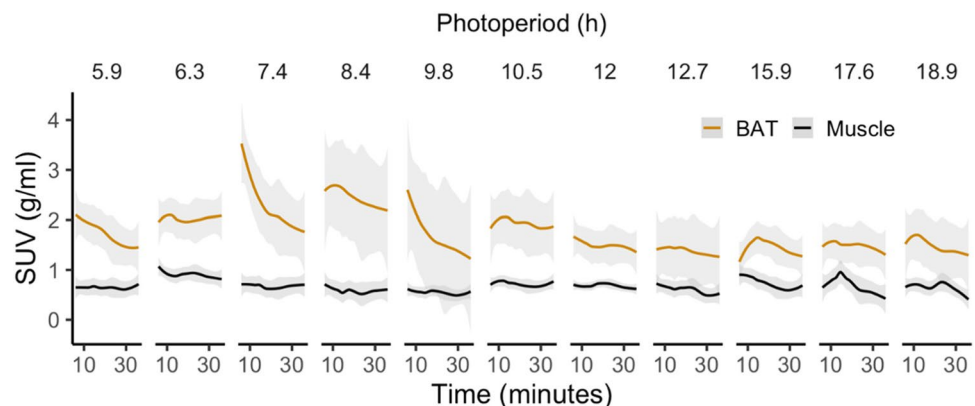 Photoperiod (h)
5.9 6.3 7.4 8.4 9.8 10.5 12 12.7 15.9 17.6 18.9
BAT Muscle
SUV (g/ml)
4
3
2
1
0
10 30 10 30 10 30 10 30 10 30 10 30 10 30 10 30 10 30 10 30 10 30
Time (minutes)